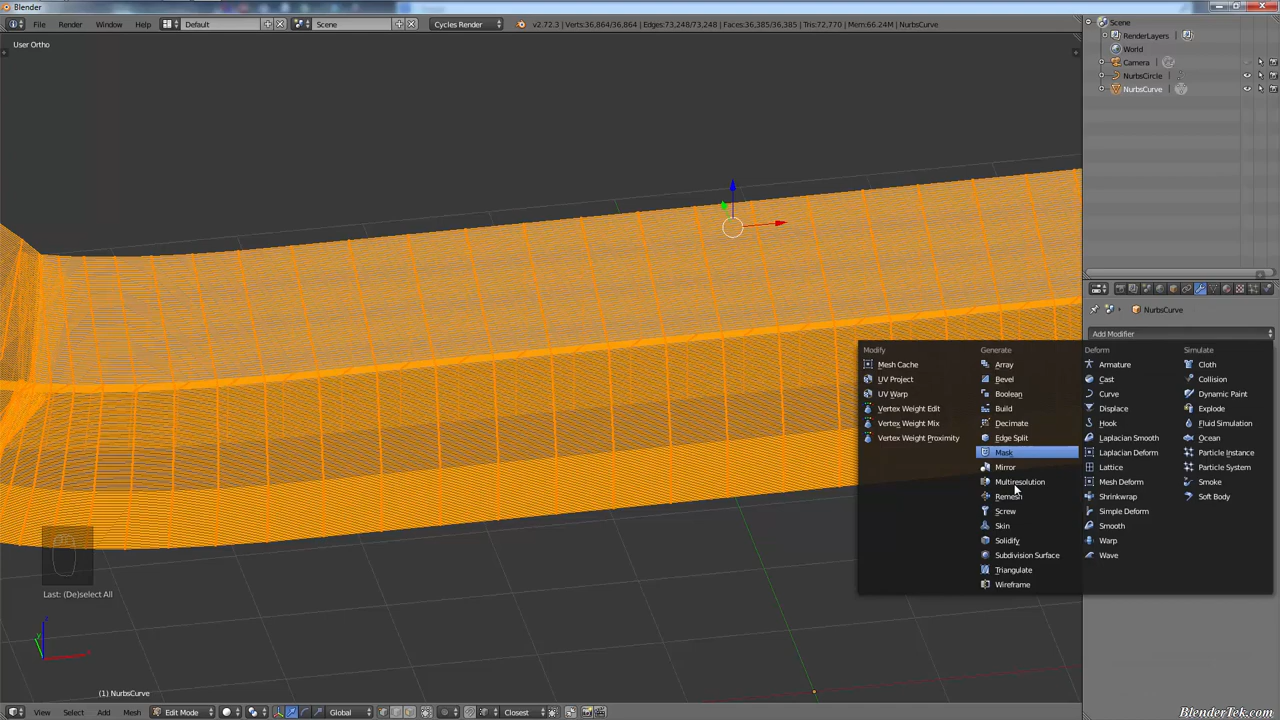 Blender
File Render Window Help Default Scene Cycles Render v2.72.3 | Verts:36,864/36,864 | Edges:73,248/73,248 | Faces:36,385/36,385 | Tris:72,770 | Mem:66.24M | NurbsCurve
User Ortho
Scene
RenderLayers
World
Camera
NurbsCircle
NurbsCurve
NurbsCurve
Add Modifier
Modify
Mesh Cache
UV Project
UV Warp
Vertex Weight Edit
Vertex Weight Mix
Vertex Weight Proximity
Generate
Array
Bevel
Boolean
Build
Decimate
Edge Split
Mask
Mirror
Multiresolution
Remesh
Screw
Skin
Solidify
Subdivision Surface
Triangulate
Wireframe
Deform
Armature
Cast
Curve
Displace
Hook
Laplacian Smooth
Laplacian Deform
Lattice
Mesh Deform
Shrinkwrap
Simple Deform
Smooth
Warp
Wave
Simulate
Cloth
Collision
Dynamic Paint
Explode
Fluid Simulation
Ocean
Particle Instance
Particle System
Smoke
Soft Body
Last: (De)select All
z
y
x
(1) NurbsCurve
View Select Add Mesh Edit Mode Global Closest
BlenderTek.com